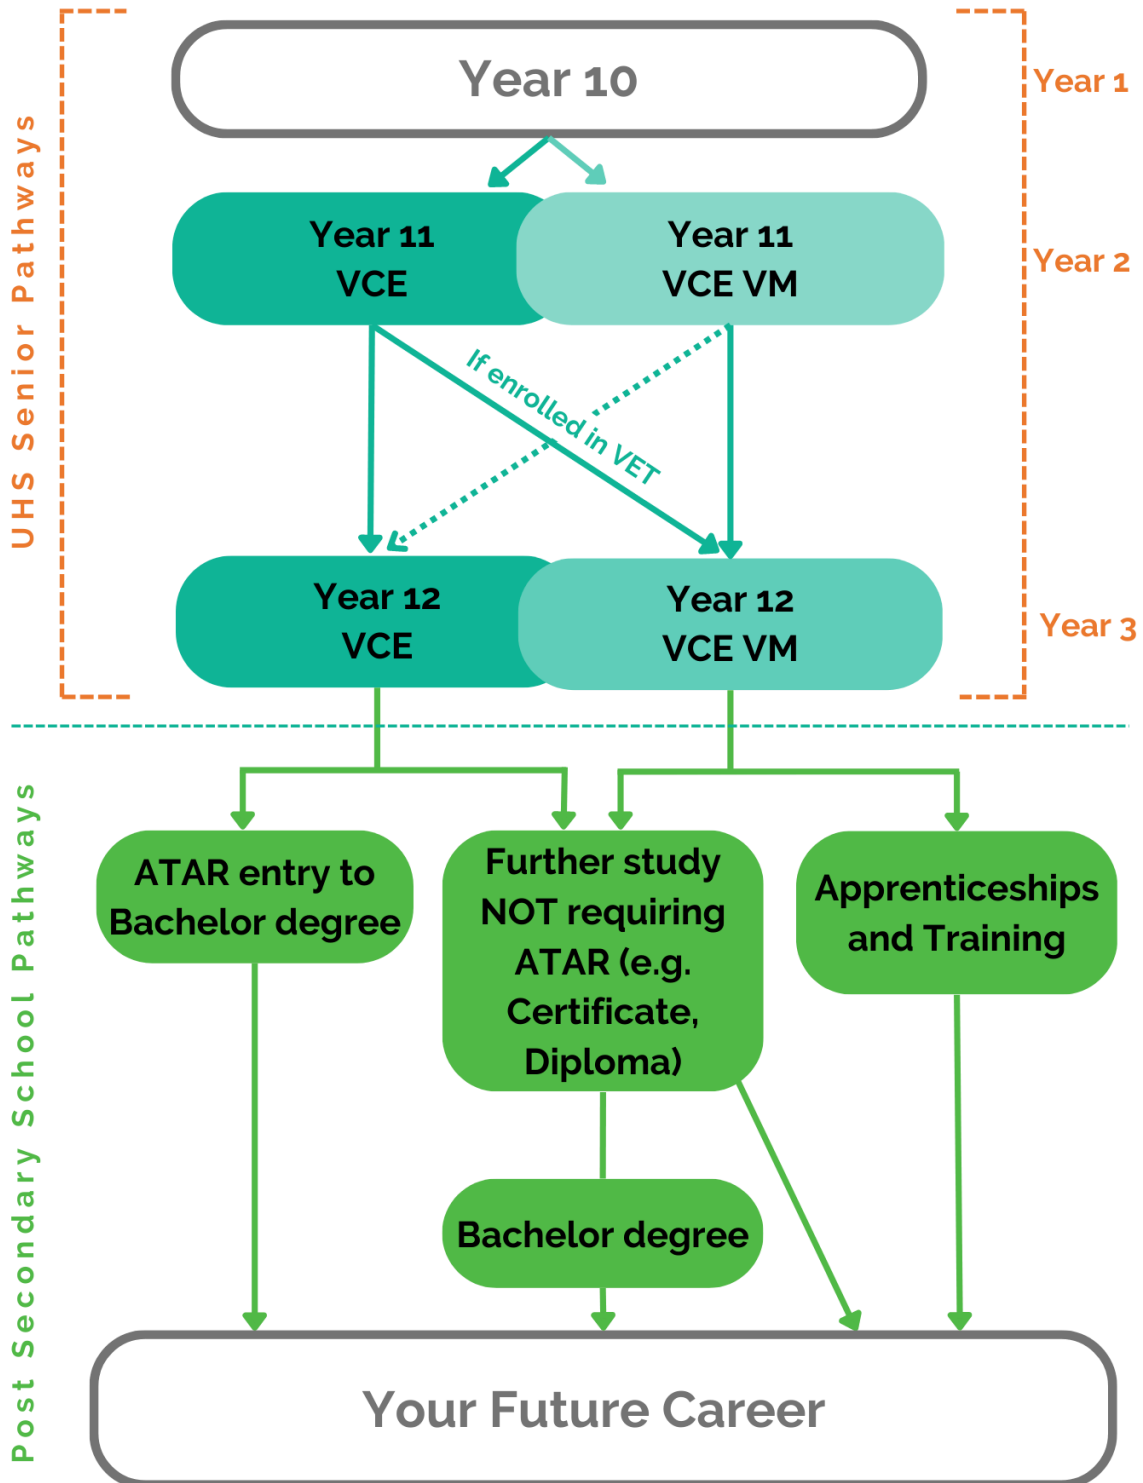 UHS Senior Pathways
Year 10
Year 1
Year 11
VCE
Year 11
VCE VM
Year 2
If enrolled in VET
Year 12
VCE
Year 12
VCE VM
Year 3
Post Secondary School Pathways
ATAR entry to
Bachelor degree
Further study
NOT requiring
ATAR (e.g.
Certificate,
Diploma)
Apprenticeships
and Training
Bachelor degree
Your Future Career